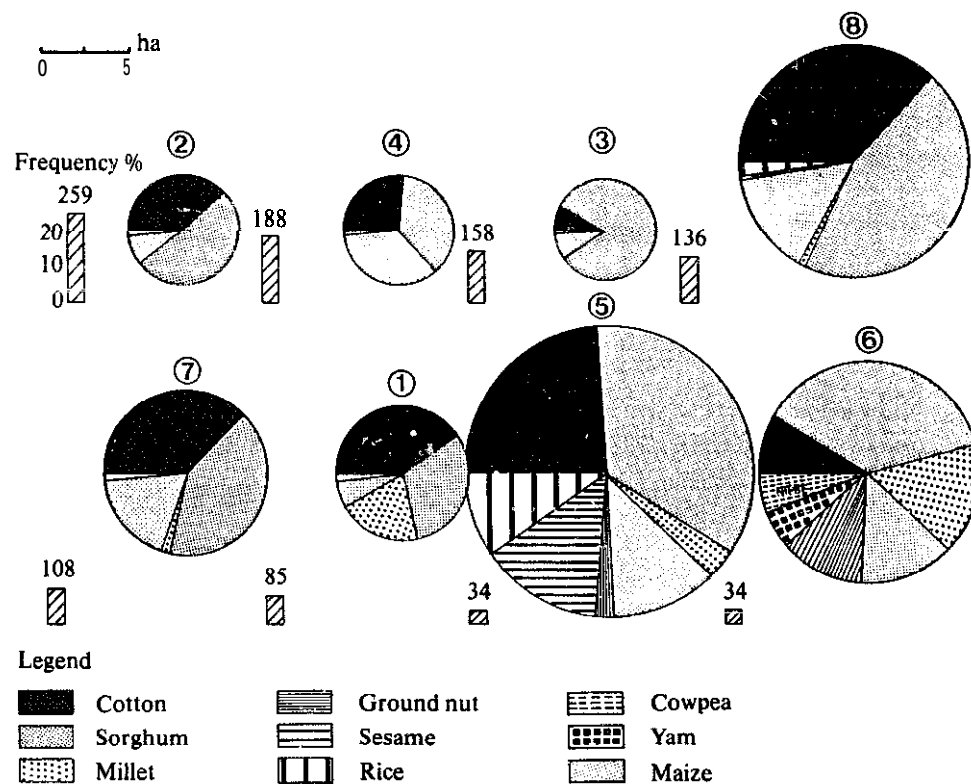 ha
0 5
⑧
② ④ ③
Frequency %
259
188
158
136
20
10
0
⑤
⑦ ① ⑥
108
85
34
34
Legend
Cotton Ground nut Cowpea
Sorghum Sesame Yam
Millet Rice Maize